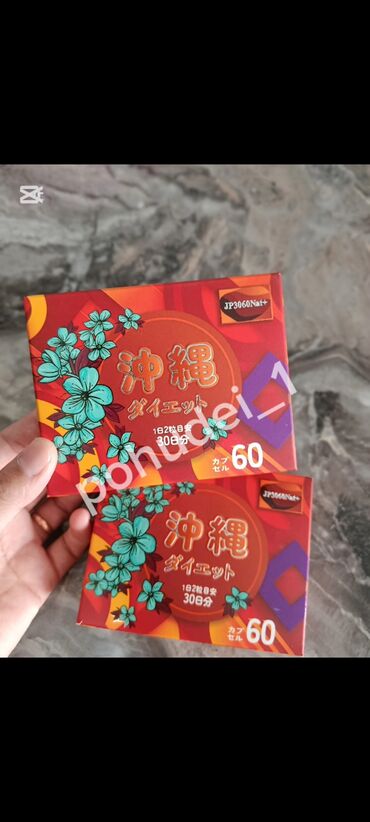 JP3060Nat+
沖縄
ダイエット
1日2粒目安
30日分
カプ
セル 60
pohudei_1
JP3060Nat+
沖縄
ダイエット
1日2粒目安
30日分
カプ
セル 60